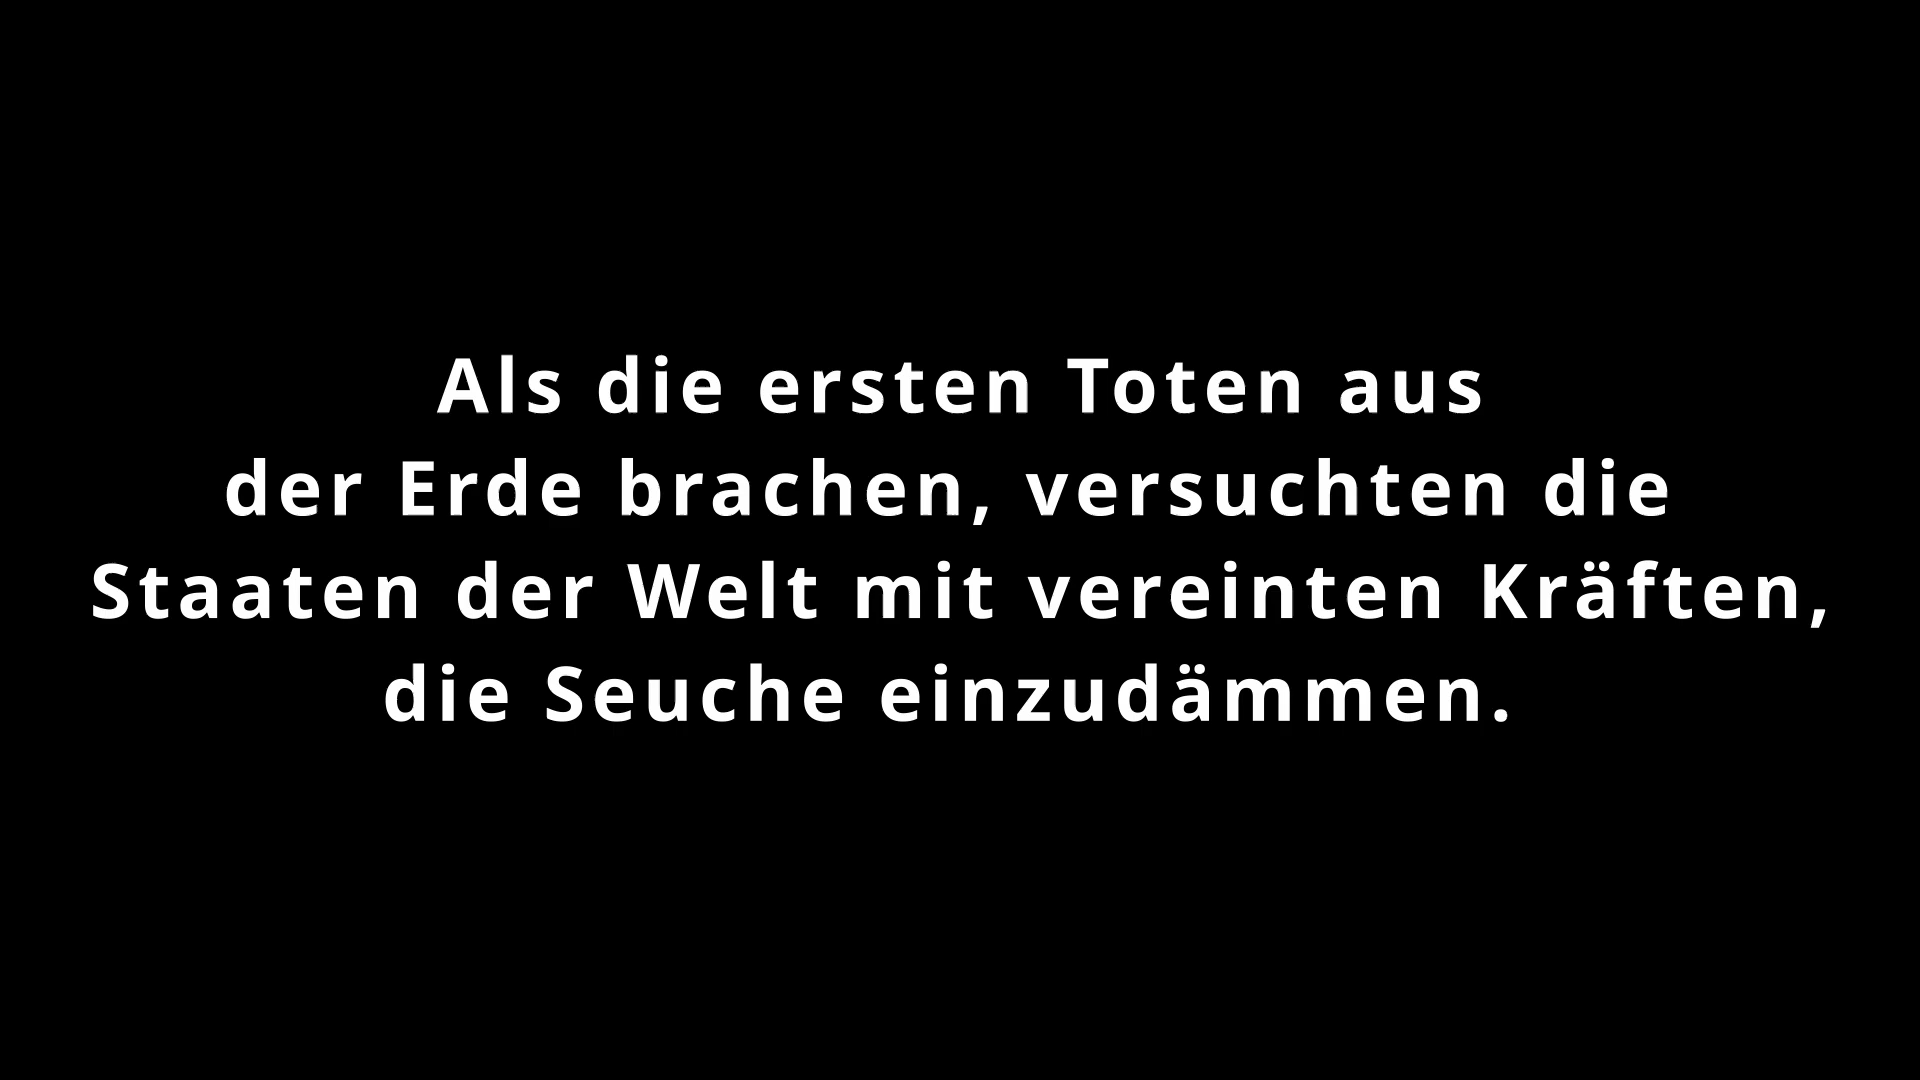 Als die ersten Toten aus
der Erde brachen, versuchten die
Staaten der Welt mit vereinten Kräften,
die Seuche einzudämmen.